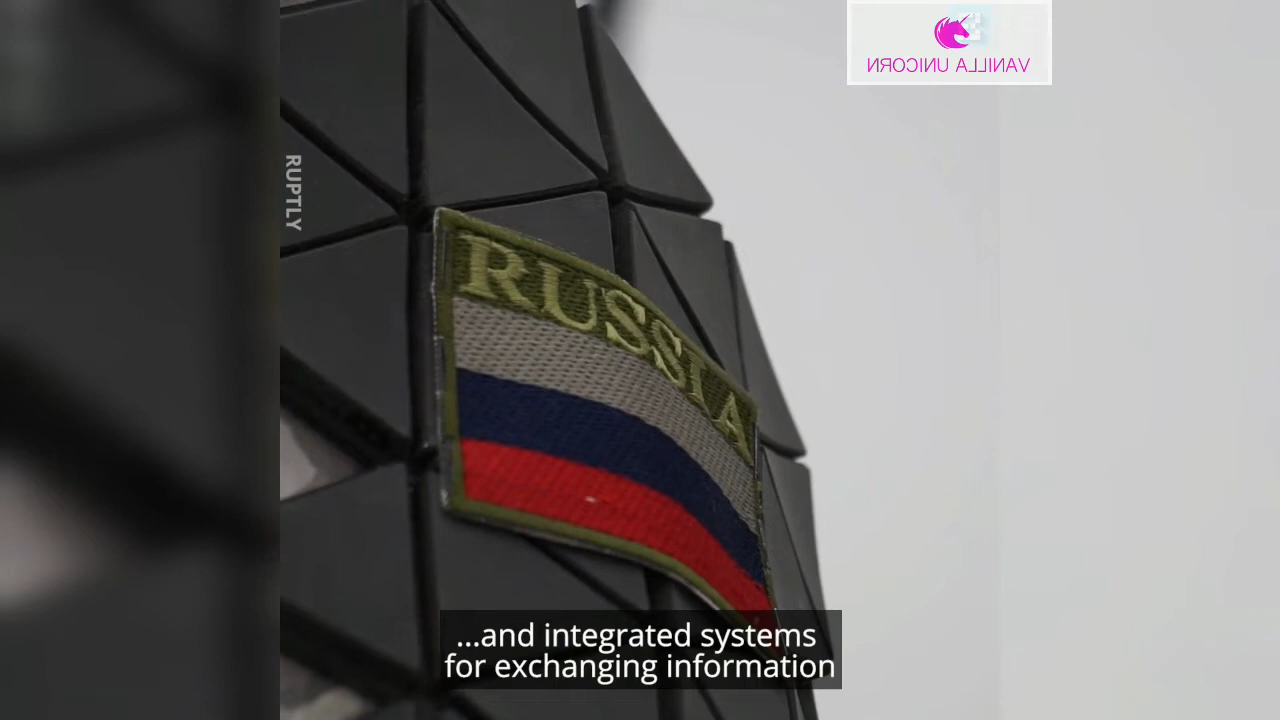 VANILLA UNICORN
RUPTLY
RUSSIA
...and integrated systems
for exchanging information